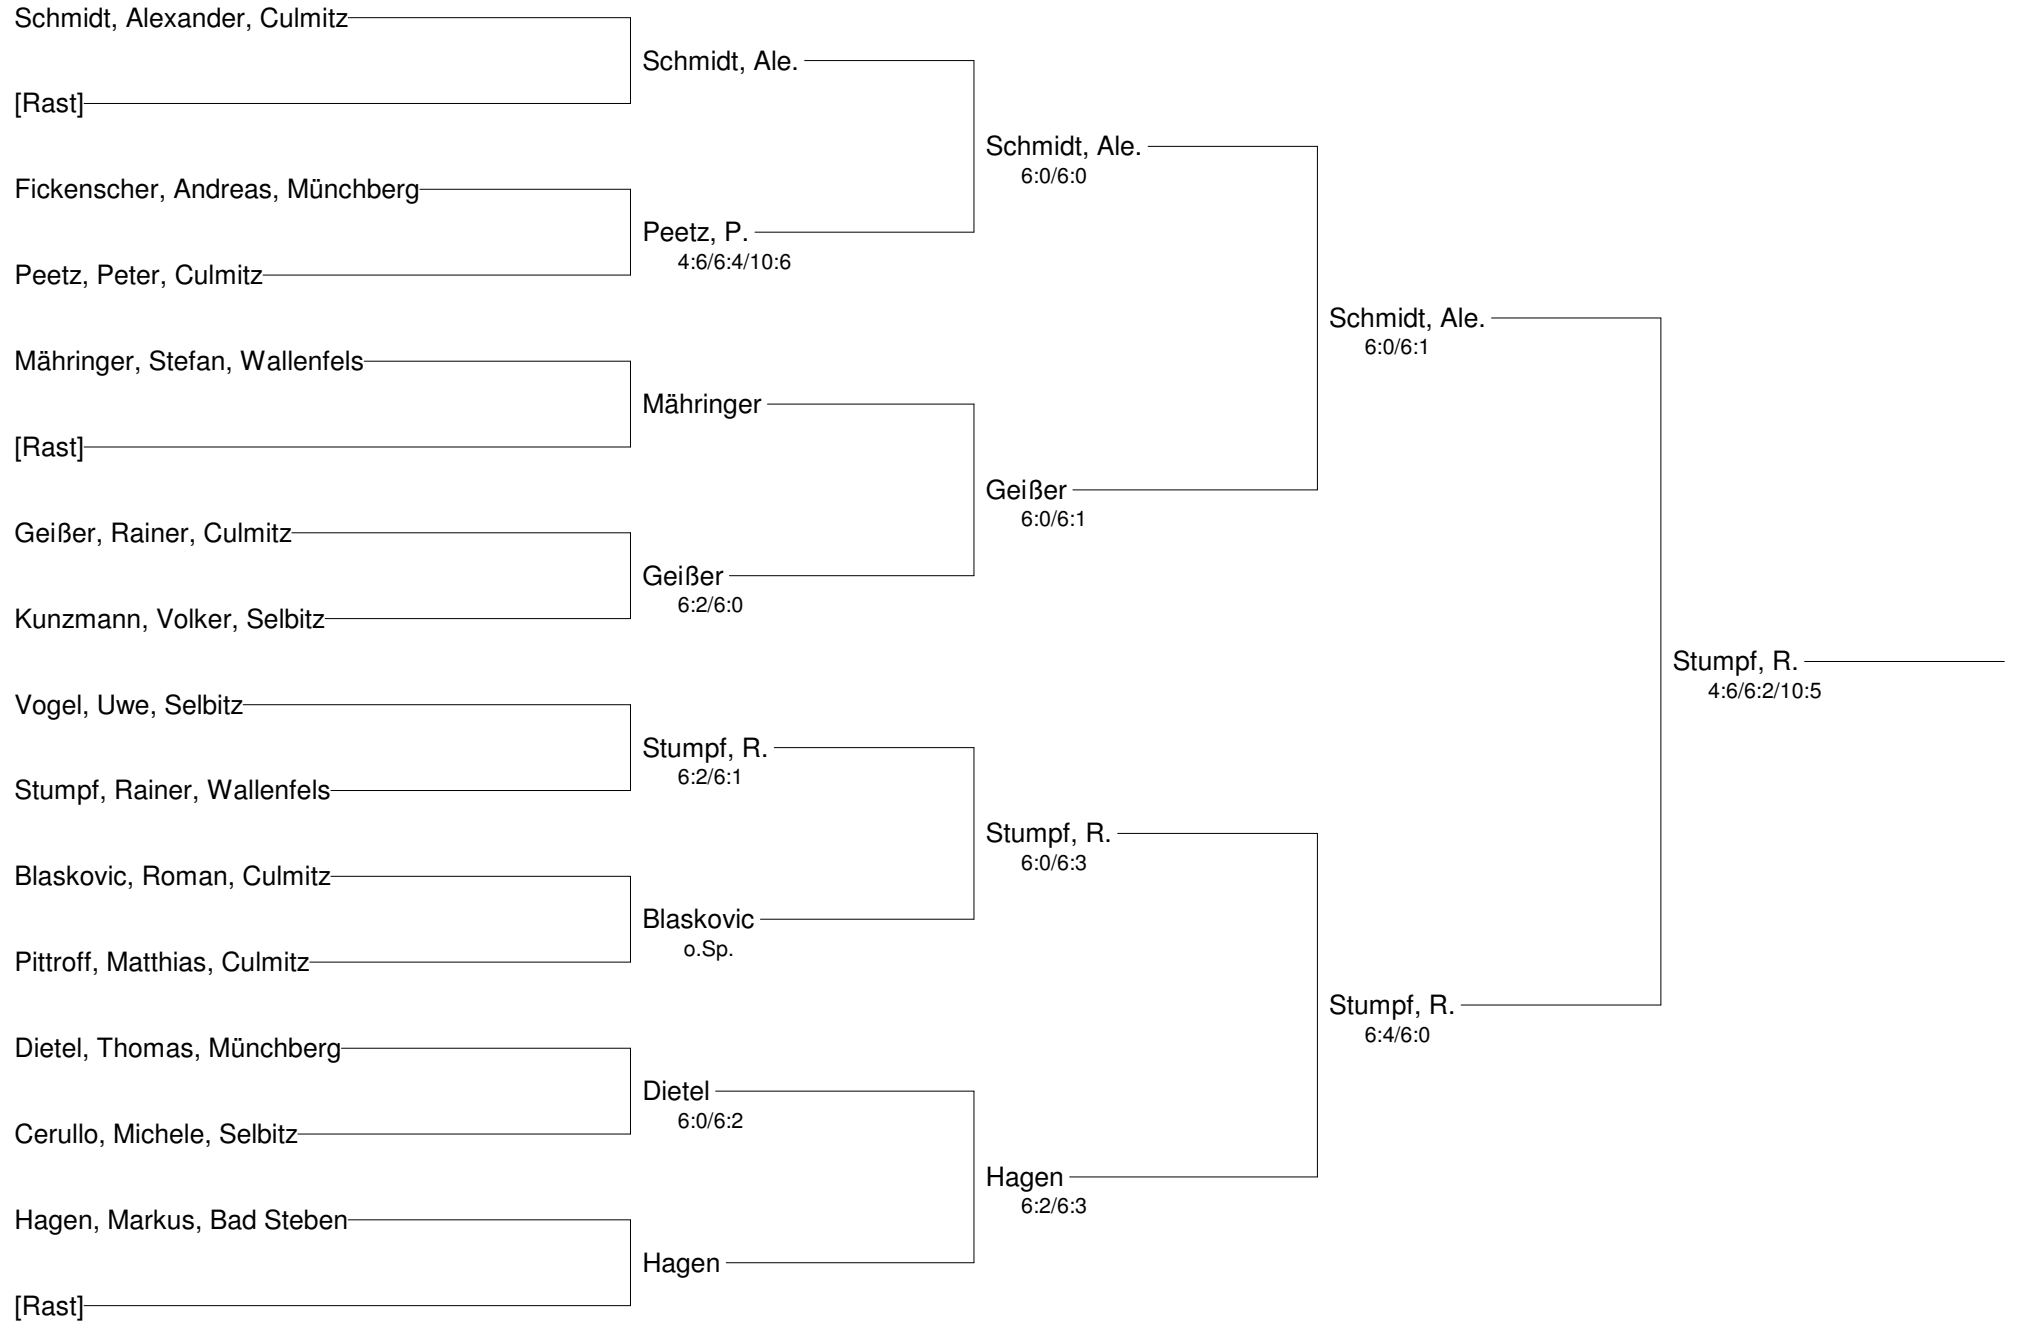 Schmidt, Alexander, Culmitz
[Rast]
Fickenscher, Andreas, Münchberg
Peetz, Peter, Culmitz
Mähringer, Stefan, Wallenfels
[Rast]
Geißer, Rainer, Culmitz
Kunzmann, Volker, Selbitz
Vogel, Uwe, Selbitz
Stumpf, Rainer, Wallenfels
Blaskovic, Roman, Culmitz
Pittroff, Matthias, Culmitz
Dietel, Thomas, Münchberg
Cerullo, Michele, Selbitz
Hagen, Markus, Bad Steben
[Rast]
Schmidt, Ale.
Peetz, P.
4:6/6:4/10:6
Mähringer
Geißer
6:2/6:0
Stumpf, R.
6:2/6:1
Blaskovic
o.Sp.
Dietel
6:0/6:2
Hagen
Schmidt, Ale.
6:0/6:0
Geißer
6:0/6:1
Stumpf, R.
6:0/6:3
Hagen
6:2/6:3
Schmidt, Ale.
6:0/6:1
Stumpf, R.
6:4/6:0
Stumpf, R.
4:6/6:2/10:5